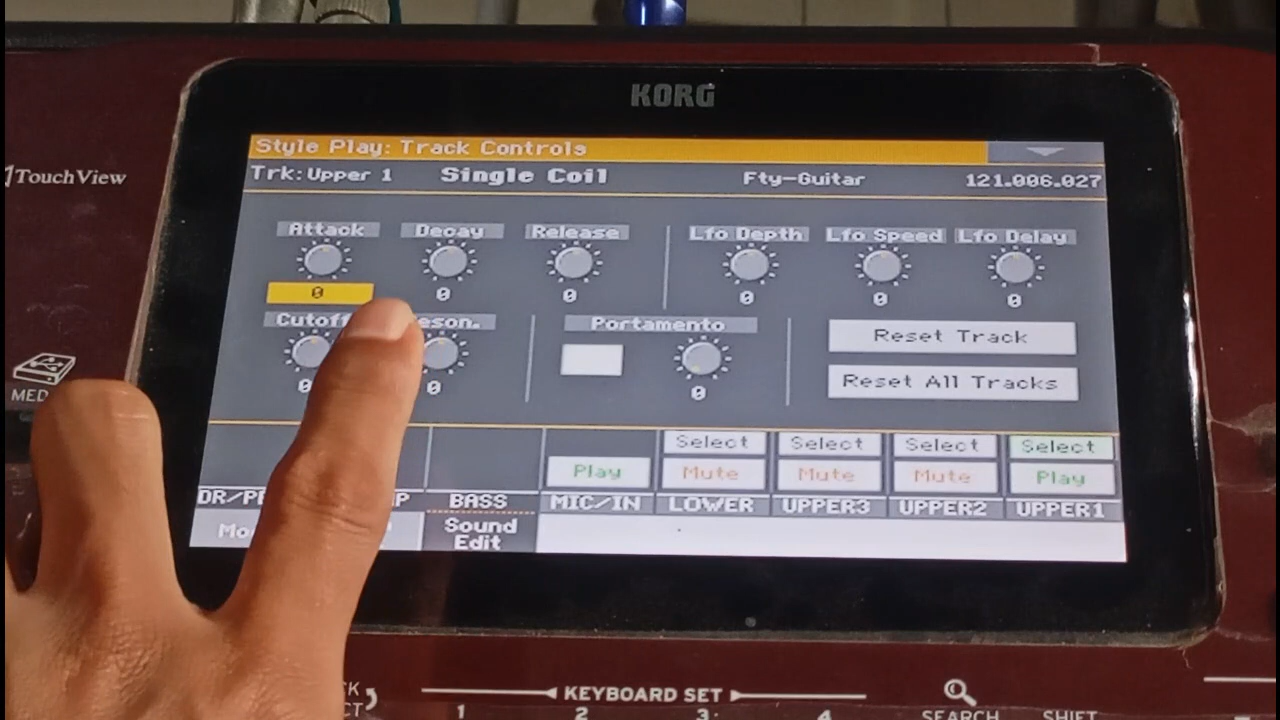 KORG
TouchView
Style Play: Track Controls
Trk: Upper 1 Single Coil Fty-Guitar 121.006.027
Attack Decay Release Lfo Depth Lfo Speed Lfo Delay
0 0 0 0 0 0
Cutoff Portamento Reset Track
0 0 0 Reset All Tracks
Select Select Select Select
Play Mute Mute Mute Play
BASS MIC/IN LOWER UPPER3 UPPER2 UPPER1
Sound
Edit
KEYBOARD SET
1 2 3 4
SEARCH SHIFT